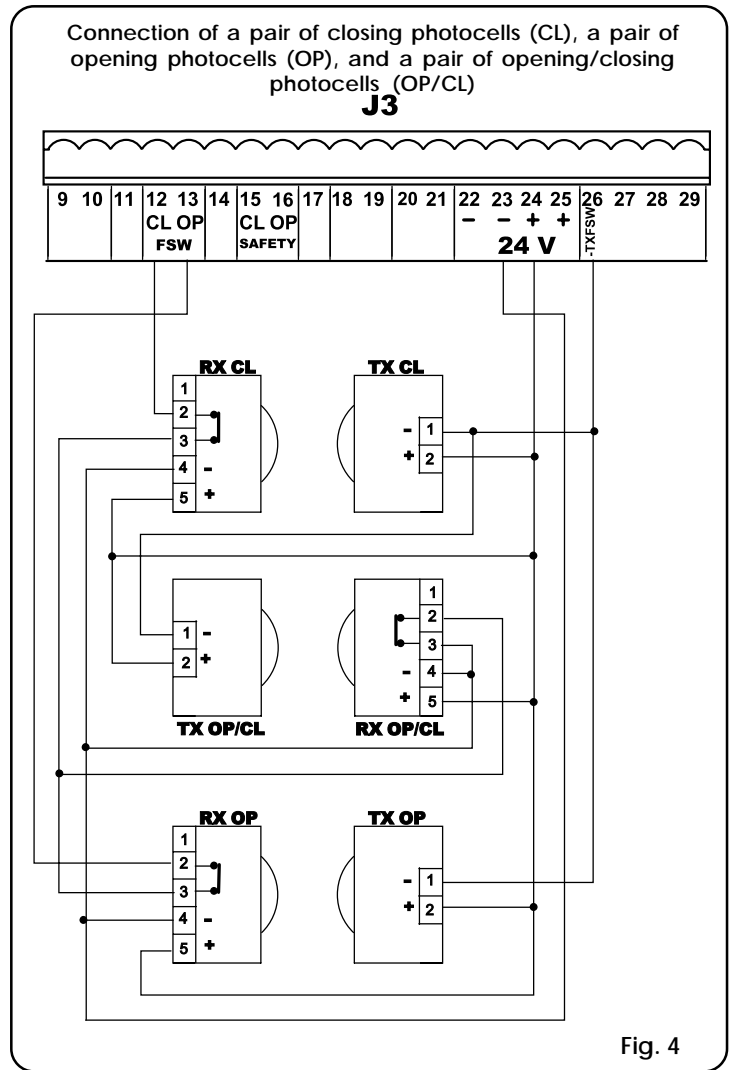 Connection of a pair of closing photocells (CL), a pair of
opening photocells (OP), and a pair of opening/closing
photocells (OP/CL)
J3
9 10 11 12 13 14 15 16 17 18 19 20 21 22 23 24 25 26 27 28 29
CL OP CL OP - - + + -TXFSW
FSW SAFETY 24 V
RX CL TX CL
1
2 - 1
3 + 2
4 -
5 +
1
1 - 2
2 + 3
- 4
+ 5
TX OP/CL RX OP/CL
RX OP TX OP
1
2 - 1
3 + 2
4 -
5 +
Fig. 4